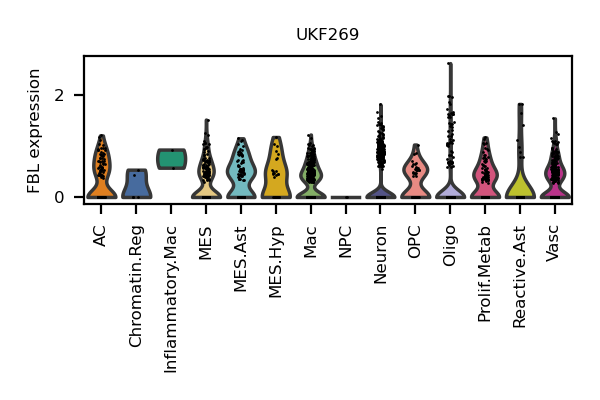 UKF269
FBL expression
2
0
AC
Chromatin.Reg
Inflammatory.Mac
MES
MES.Ast
MES.Hyp
Mac
NPC
Neuron
OPC
Oligo
Prolif.Metab
Reactive.Ast
Vasc